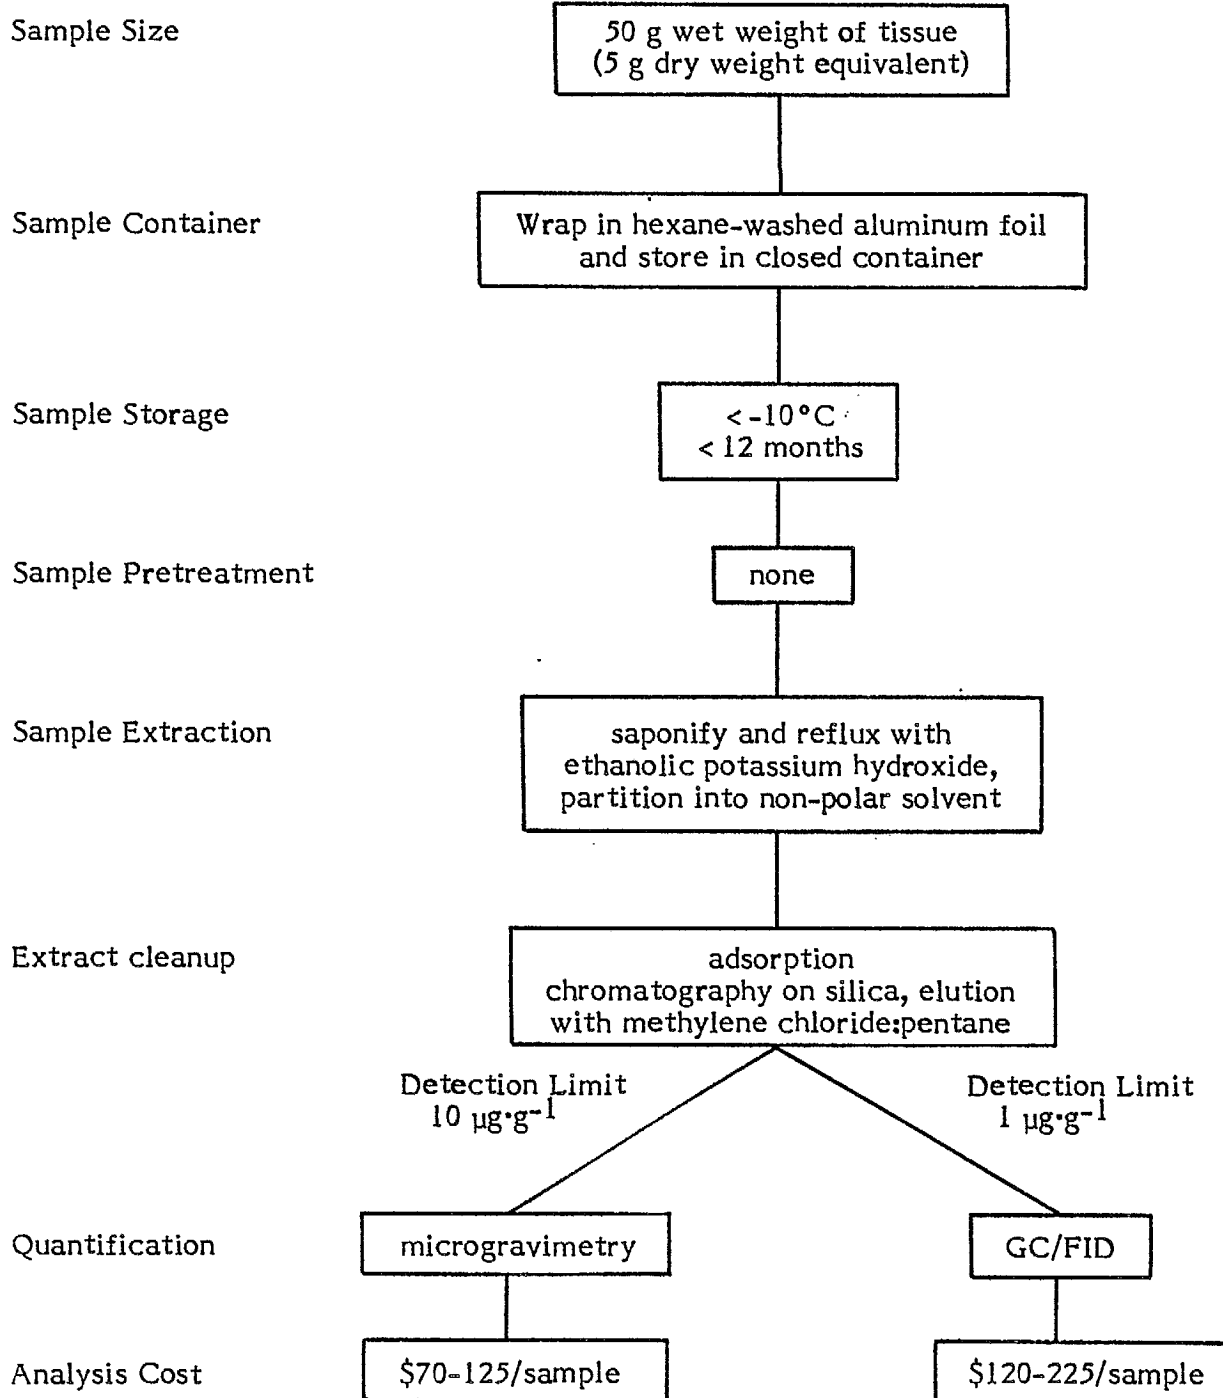 Sample Size
50 g wet weight of tissue
(5 g dry weight equivalent)
Sample Container
Wrap in hexane-washed aluminum foil
and store in closed container
Sample Storage
< -10°C
< 12 months
Sample Pretreatment
none
Sample Extraction
saponify and reflux with
ethanolic potassium hydroxide,
partition into non-polar solvent
Extract cleanup
adsorption
chromatography on silica, elution
with methylene chloride:pentane
Detection Limit
10 µg·g⁻¹
Detection Limit
1 µg·g⁻¹
Quantification
microgravimetry
GC/FID
Analysis Cost
$70-125/sample
$120-225/sample